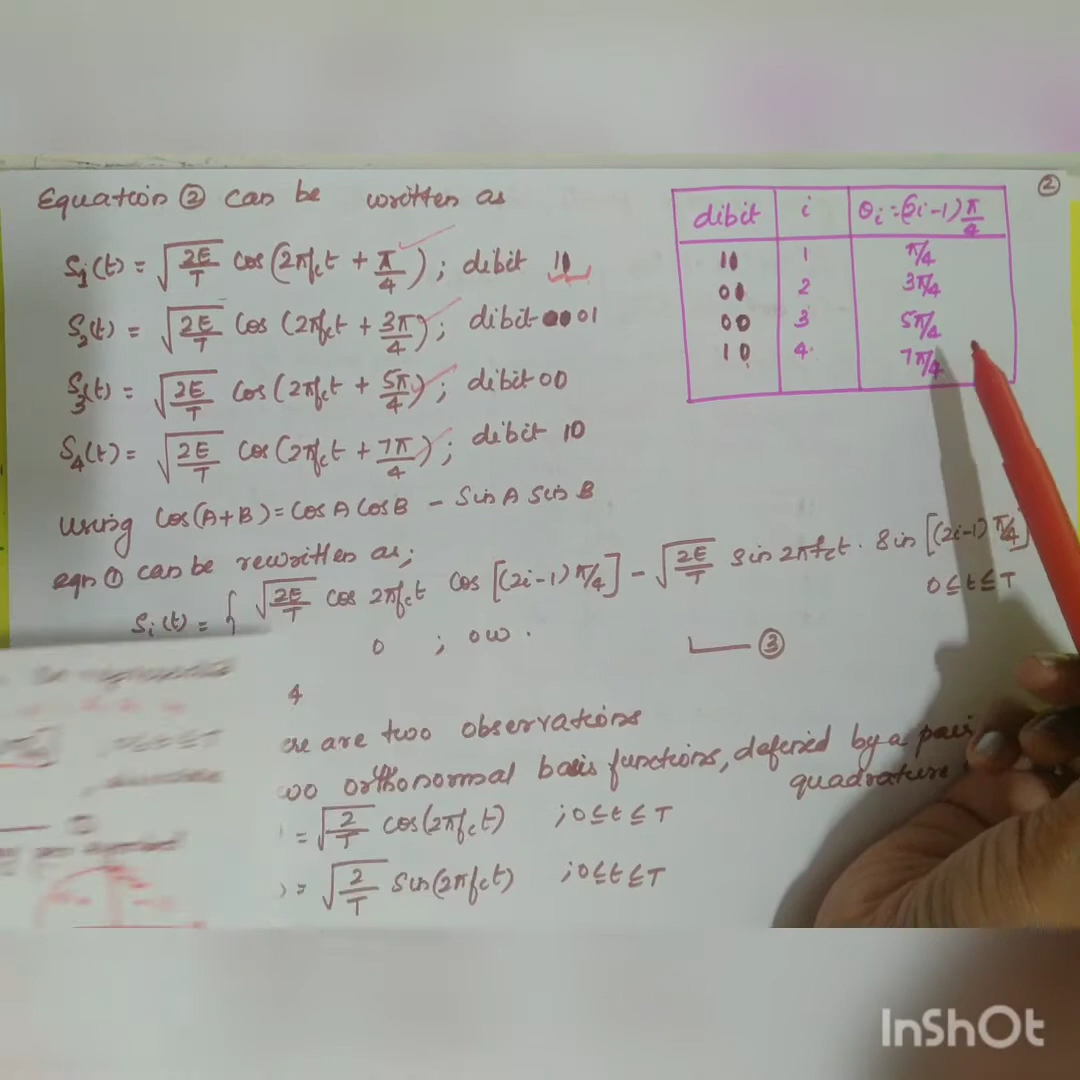 ②
Equation ② can be written as
S₁(t) = √(2E/T) cos(2πfct + π/4) ; dibit 11
S₂(t) = √(2E/T) cos(2πfct + 3π/4) ; dibit 01
S₃(t) = √(2E/T) cos(2πfct + 5π/4) ; dibit 00
S₄(t) = √(2E/T) cos(2πfct + 7π/4) ; dibit 10
dibit i θi = (2i-1) π/4
11 1 π/4
01 2 3π/4
00 3 5π/4
10 4 7π/4
using cos(A+B) = cosA cosB - sinA sinB
eqn ① can be rewritten as;
Si(t) = { √(2E/T) cos 2πfct cos [(2i-1) π/4] - √(2E/T) sin 2πfct . sin [(2i-1) π/4]
0 ≤ t ≤ T
0 ; ow .
③
4
are two observations
orthonormal basis functions, defined by a pair
quadrature
= √(2/T) cos(2πfct) ; 0 ≤ t ≤ T
) = √(2/T) sin(2πfct) ; 0 ≤ t ≤ T
InShOt